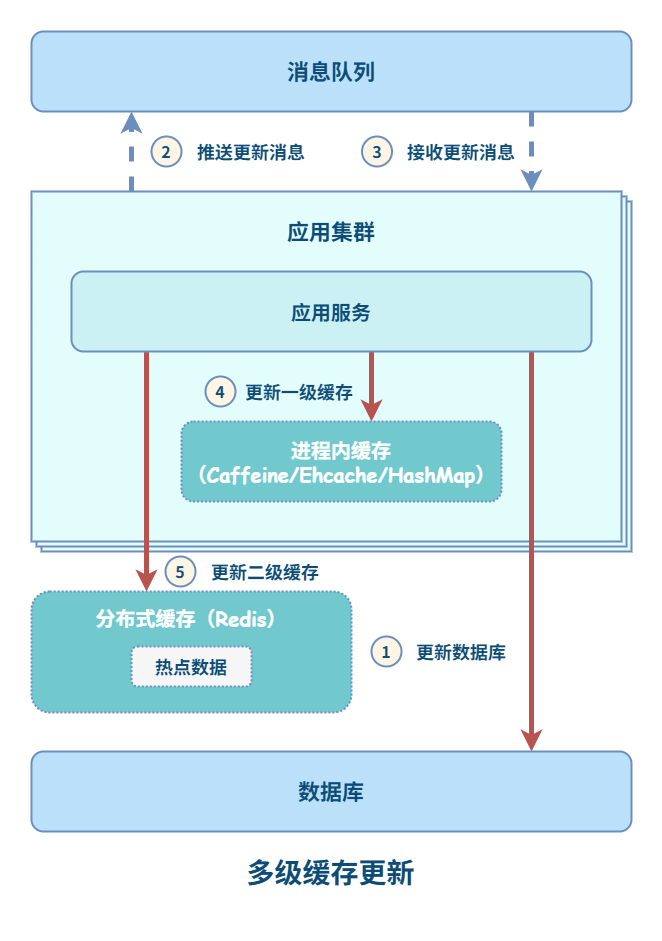 消息队列
2 推送更新消息
3 接收更新消息
应用集群
应用服务
4 更新一级缓存
进程内缓存
（Caffeine/Ehcache/HashMap）
5 更新二级缓存
分布式缓存（Redis）
热点数据
1 更新数据库
数据库
多级缓存更新